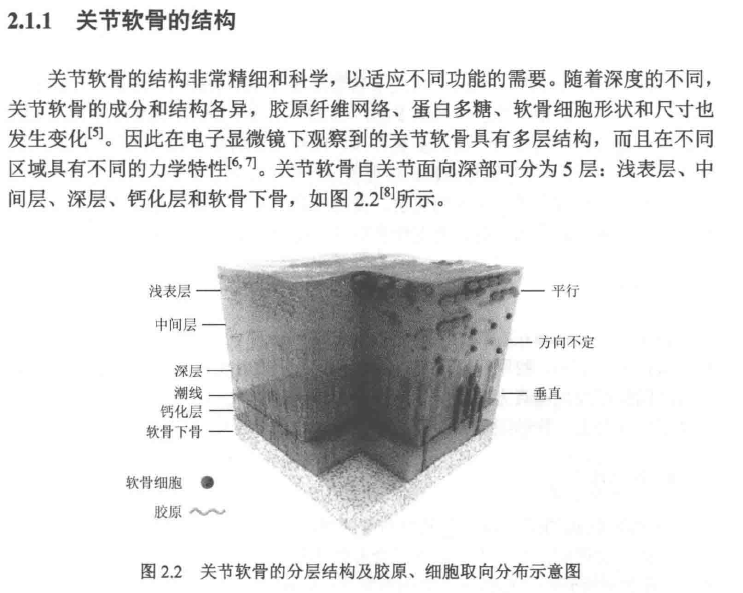 2.1.1 关节软骨的结构
关节软骨的结构非常精细和科学，以适应不同功能的需要。随着深度的不同，
关节软骨的成分和结构各异，胶原纤维网络、蛋白多糖、软骨细胞形状和尺寸也
发生变化[5]。因此在电子显微镜下观察到的关节软骨具有多层结构，而且在不同
区域具有不同的力学特性[6, 7]。关节软骨自关节面向深部可分为 5 层：浅表层、中
间层、深层、钙化层和软骨下骨，如图 2.2[8]所示。
浅表层
平行
中间层
方向不定
深层
潮线
垂直
钙化层
软骨下骨
软骨细胞
胶原
图 2.2 关节软骨的分层结构及胶原、细胞取向分布示意图